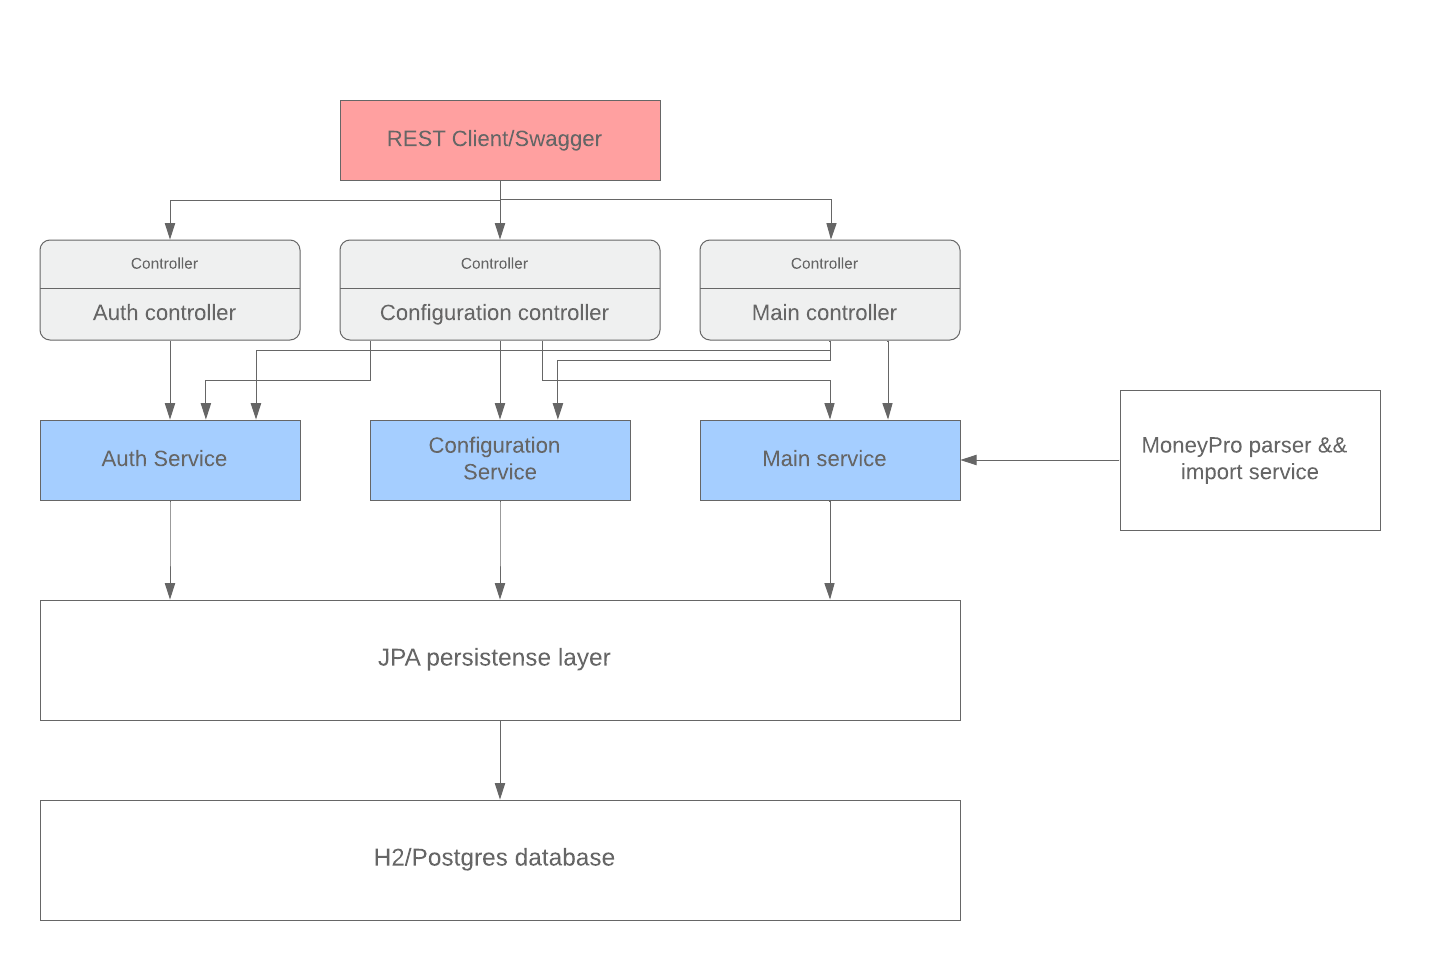 REST Client/Swagger
Controller
Auth controller
Controller
Configuration controller
Controller
Main controller
Auth Service
Configuration
Service
Main service
MoneyPro parser &&
import service
JPA persistense layer
H2/Postgres database